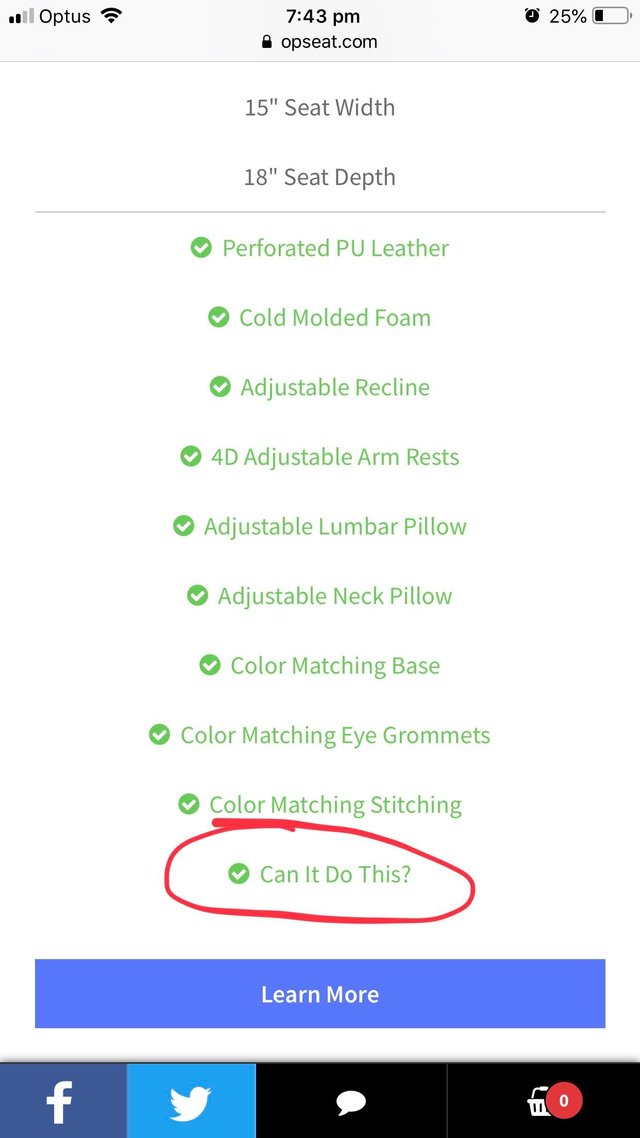 Optus 7:43 pm 25%
opseat.com
15" Seat Width
18" Seat Depth
Perforated PU Leather
Cold Molded Foam
Adjustable Recline
4D Adjustable Arm Rests
Adjustable Lumbar Pillow
Adjustable Neck Pillow
Color Matching Base
Color Matching Eye Grommets
Color Matching Stitching
Can It Do This?
Learn More
0